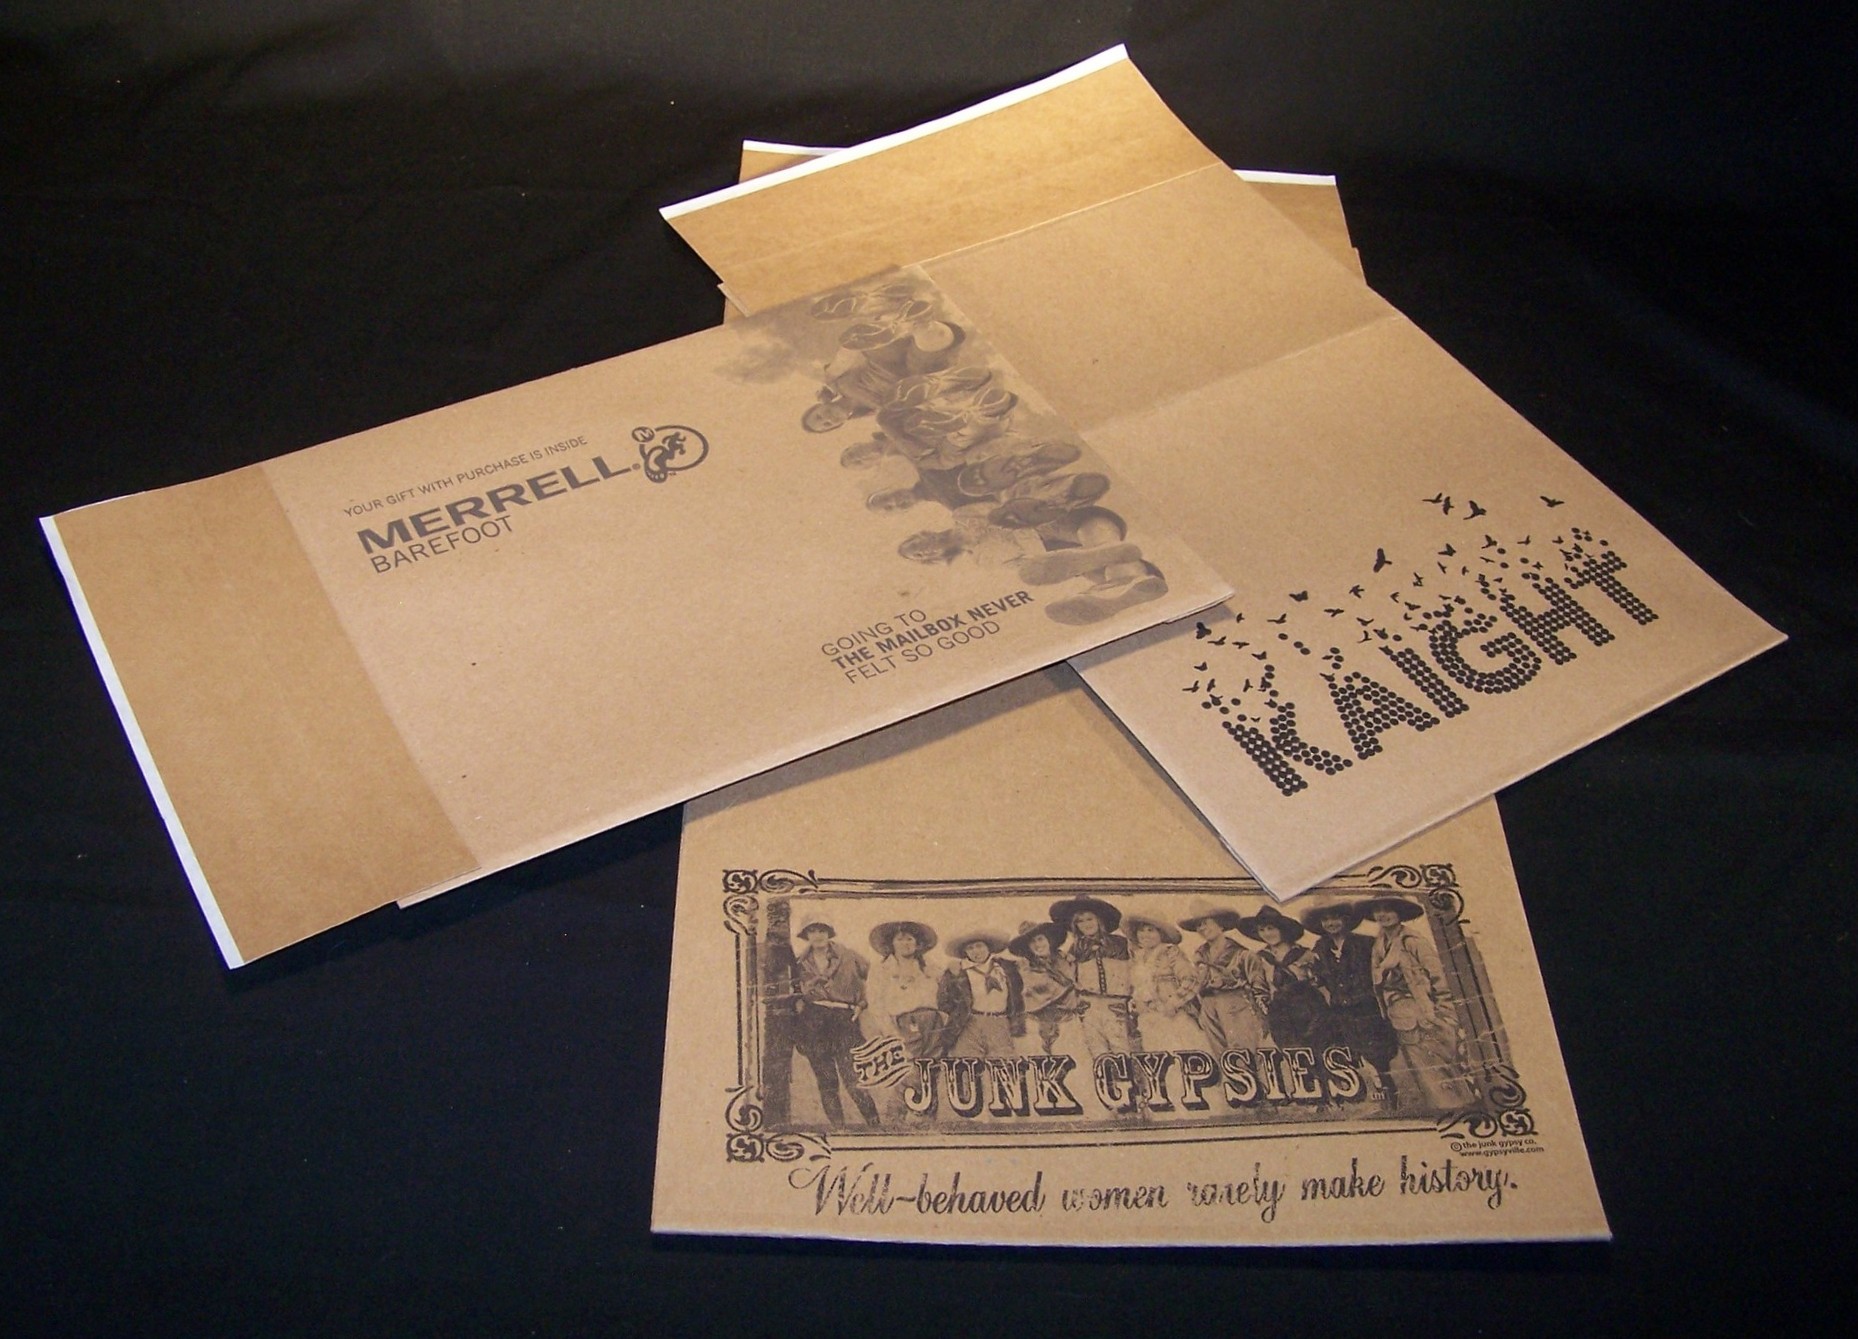 YOUR GIFT WITH PURCHASE IS INSIDE
MERRELL
BAREFOOT
M
GOING TO
THE MAILBOX NEVER
FELT SO GOOD
KAIGHT
THE JUNK GYPSIES
© the junk gypsy co.
www.gypsyville.com
Well-behaved women rarely make history.